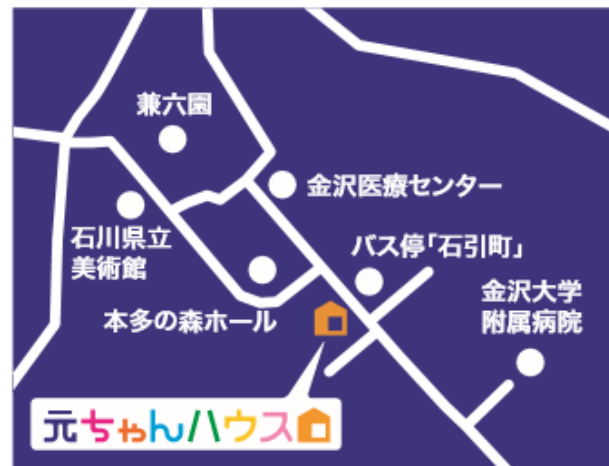 兼六園
金沢医療センター
石川県立
美術館
バス停「石引町」
金沢大学
附属病院
本多の森ホール
元ちゃんハウス